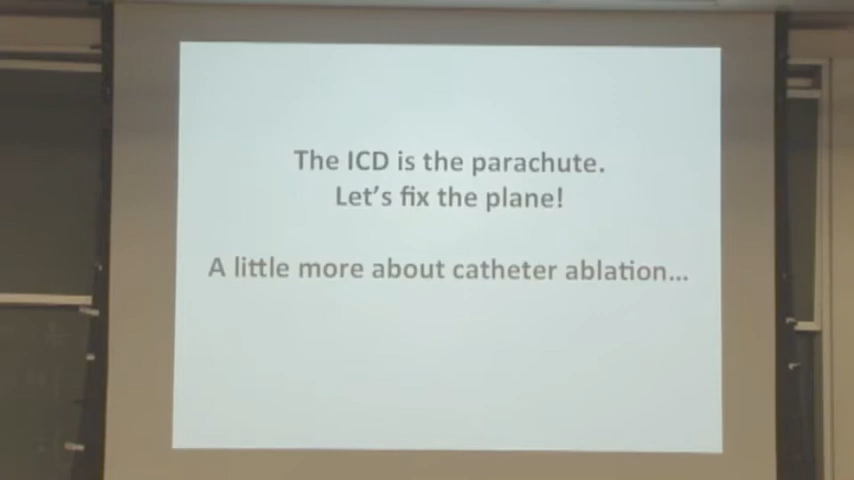 The ICD is the parachute.
Let's fix the plane!
A little more about catheter ablation...